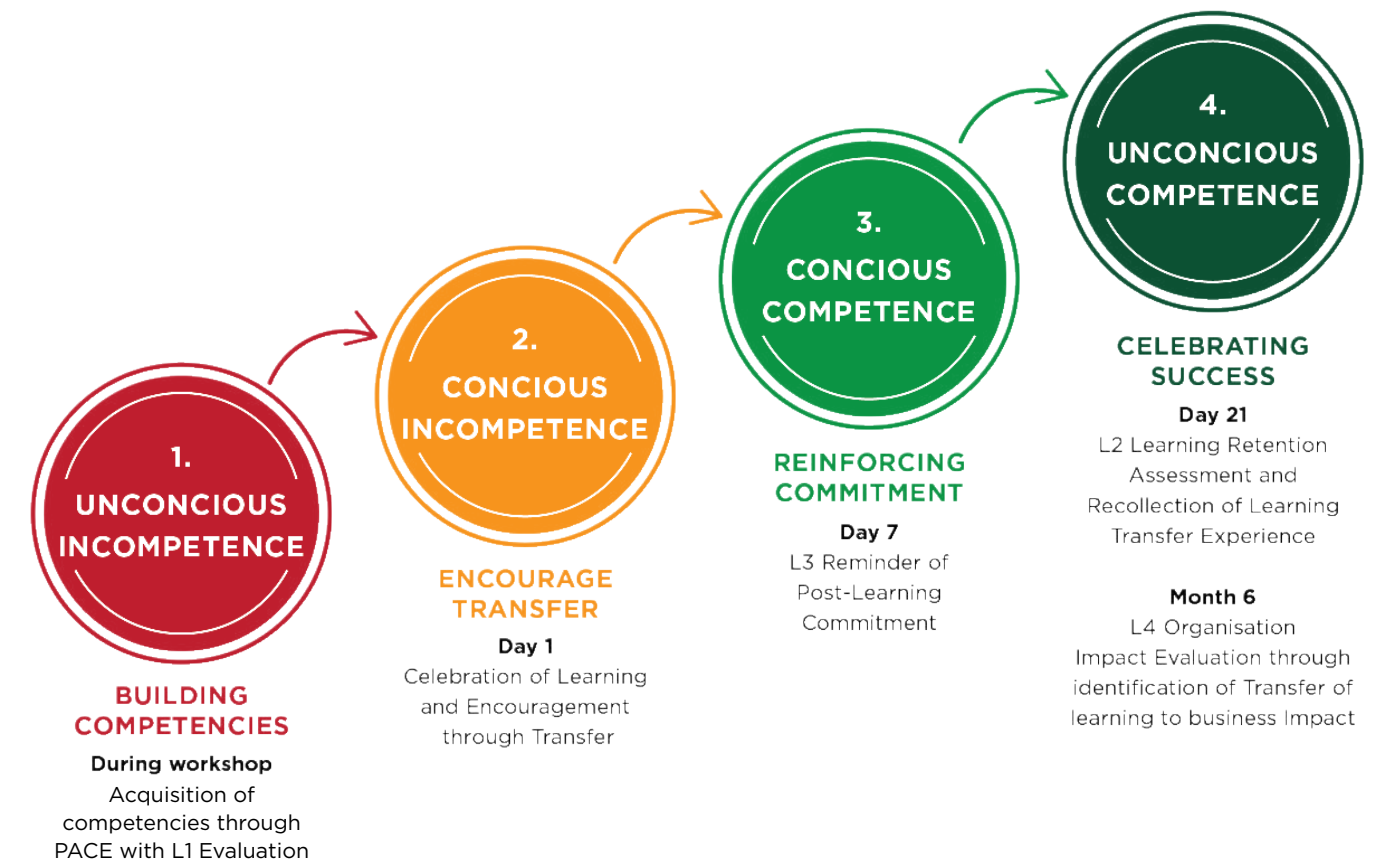 1.
UNCONCIOUS
INCOMPETENCE
BUILDING
COMPETENCIES
During workshop
Acquisition of
competencies through
PACE with L1 Evaluation
2.
CONCIOUS
INCOMPETENCE
ENCOURAGE
TRANSFER
Day 1
Celebration of Learning
and Encouragement
through Transfer
3.
CONCIOUS
COMPETENCE
REINFORCING
COMMITMENT
Day 7
L3 Reminder of
Post-Learning
Commitment
4.
UNCONCIOUS
COMPETENCE
CELEBRATING
SUCCESS
Day 21
L2 Learning Retention
Assessment and
Recollection of Learning
Transfer Experience
Month 6
L4 Organisation
Impact Evaluation through
identification of Transfer of
learning to business Impact